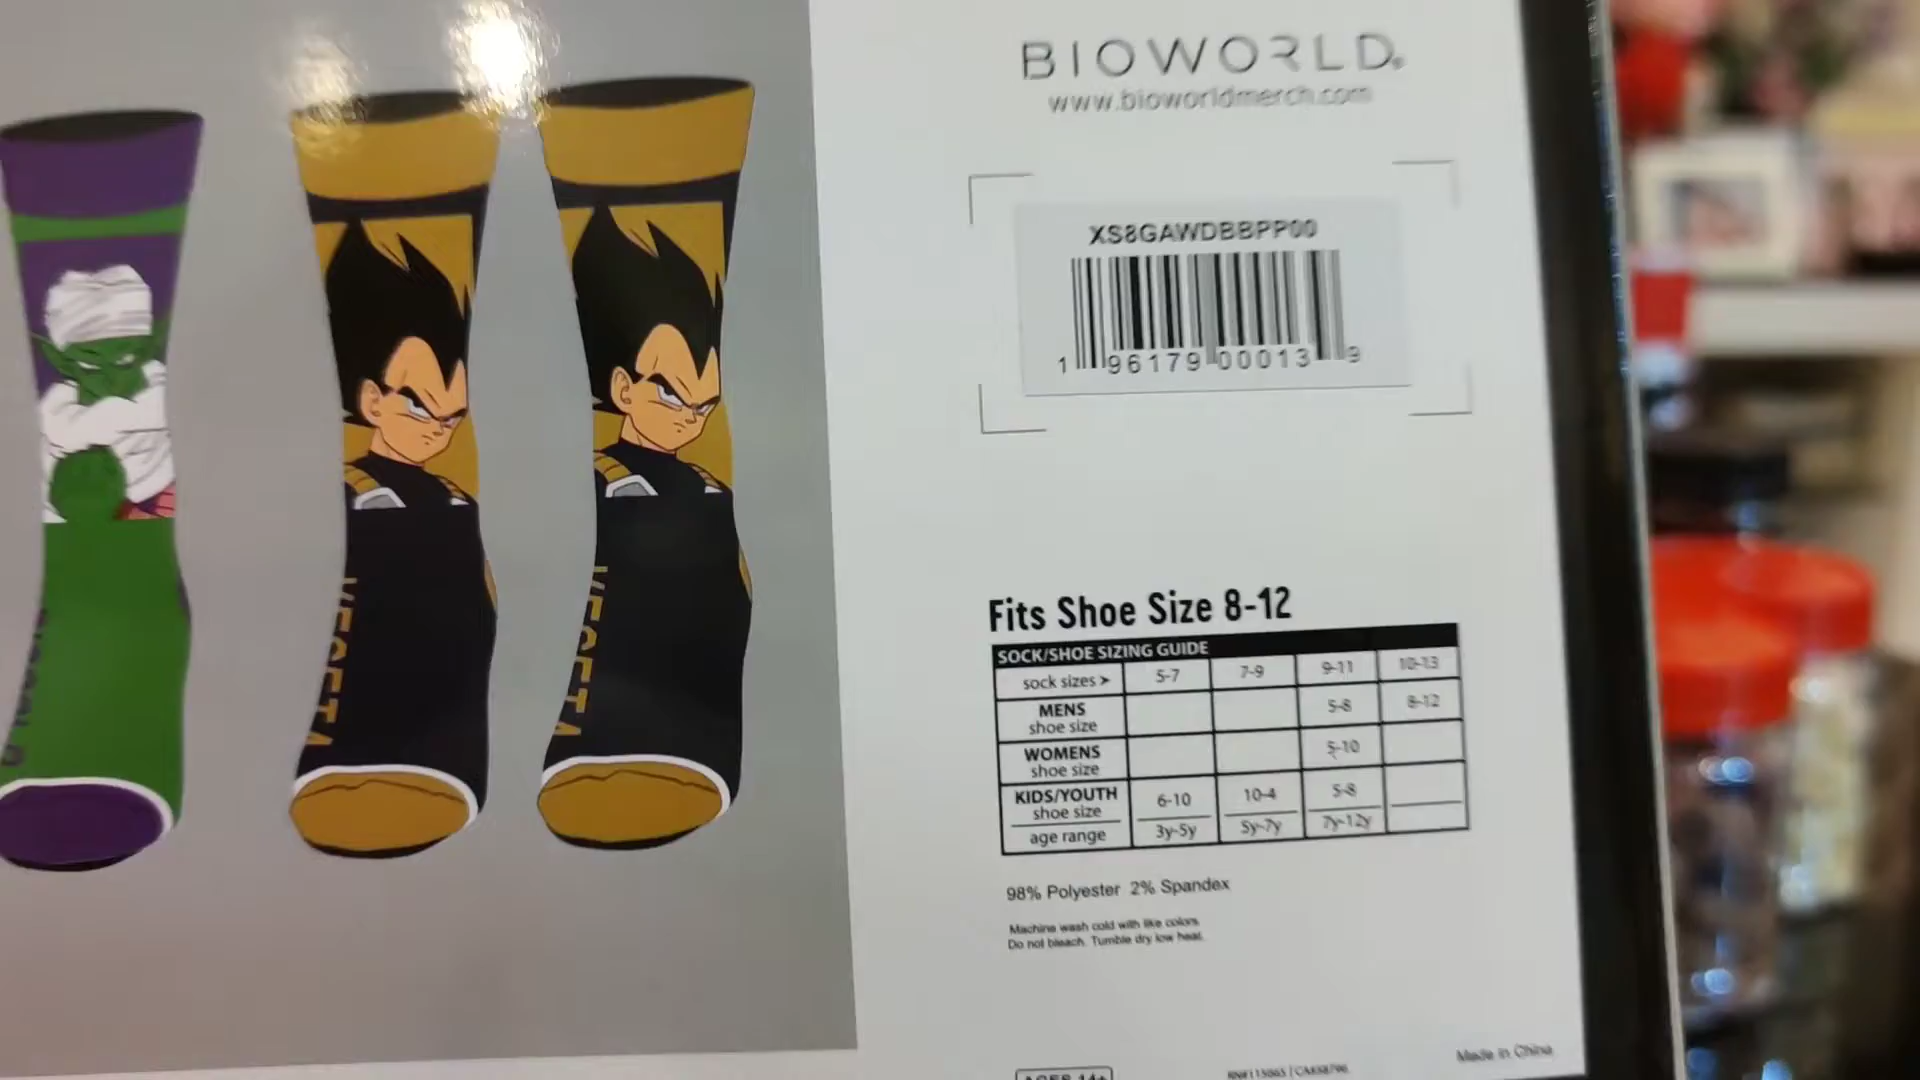 BIOWORLD®
www.bioworldmerch.com
XS8GAWDBBPP00
1 96179 00013 9
VEGETA
VEGETA
Fits Shoe Size 8-12
SOCK/SHOE SIZING GUIDE
sock sizes > 5-7 7-9 9-11 10-13
MENS shoe size 5-8 8-12
WOMENS shoe size 5-10
KIDS/YOUTH shoe size 6-10 10-4 5-8
age range 3y-5y 5y-7y 7y-12y
98% Polyester 2% Spandex
Machine wash cold with like colors
Do not bleach. Tumble dry low heat.
Made in China
AGES 14+